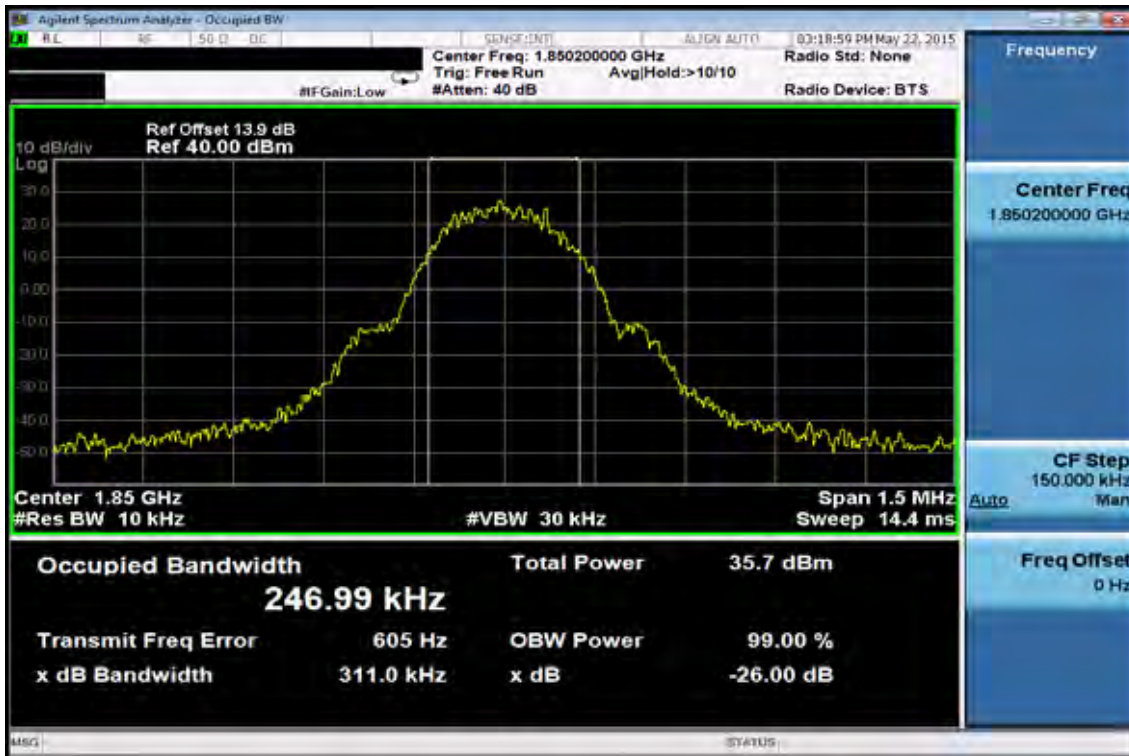 Agilent Spectrum Analyzer - Occupied BW
RL RF 50 Ω DC SENSE:INT ALIGN AUTO 03:18:59 PM May 22, 2015
Center Freq: 1.850200000 GHz Radio Std: None
Trig: Free Run Avg|Hold:>10/10
#IFGain:Low #Atten: 40 dB Radio Device: BTS
Ref Offset 13.9 dB
10 dB/div Ref 40.00 dBm
Log
30.0
20.0
10.0
0.00
-10.0
-20.0
-30.0
-40.0
-50.0
Center 1.85 GHz Span 1.5 MHz
#Res BW 10 kHz #VBW 30 kHz Sweep 14.4 ms
Occupied Bandwidth Total Power 35.7 dBm
246.99 kHz
Transmit Freq Error 605 Hz OBW Power 99.00 %
x dB Bandwidth 311.0 kHz x dB -26.00 dB
MSG STATUS
Frequency
Center Freq
1.850200000 GHz
CF Step
150.000 kHz
Auto Man
Freq Offset
0 Hz